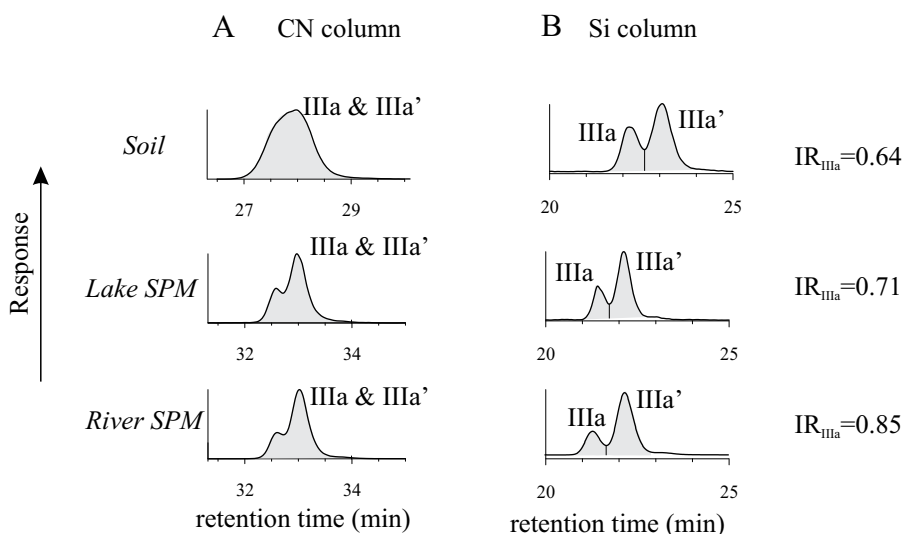 A CN column B Si column
IIIa & IIIa’
Soil
IIIa IIIa’
IR_IIIa=0.64
27 29
20 25
IIIa & IIIa’
Lake SPM
IIIa IIIa’
IR_IIIa=0.71
32 34
20 25
IIIa & IIIa’
River SPM
IIIa IIIa’
IR_IIIa=0.85
32 34
20 25
retention time (min) retention time (min)
Response